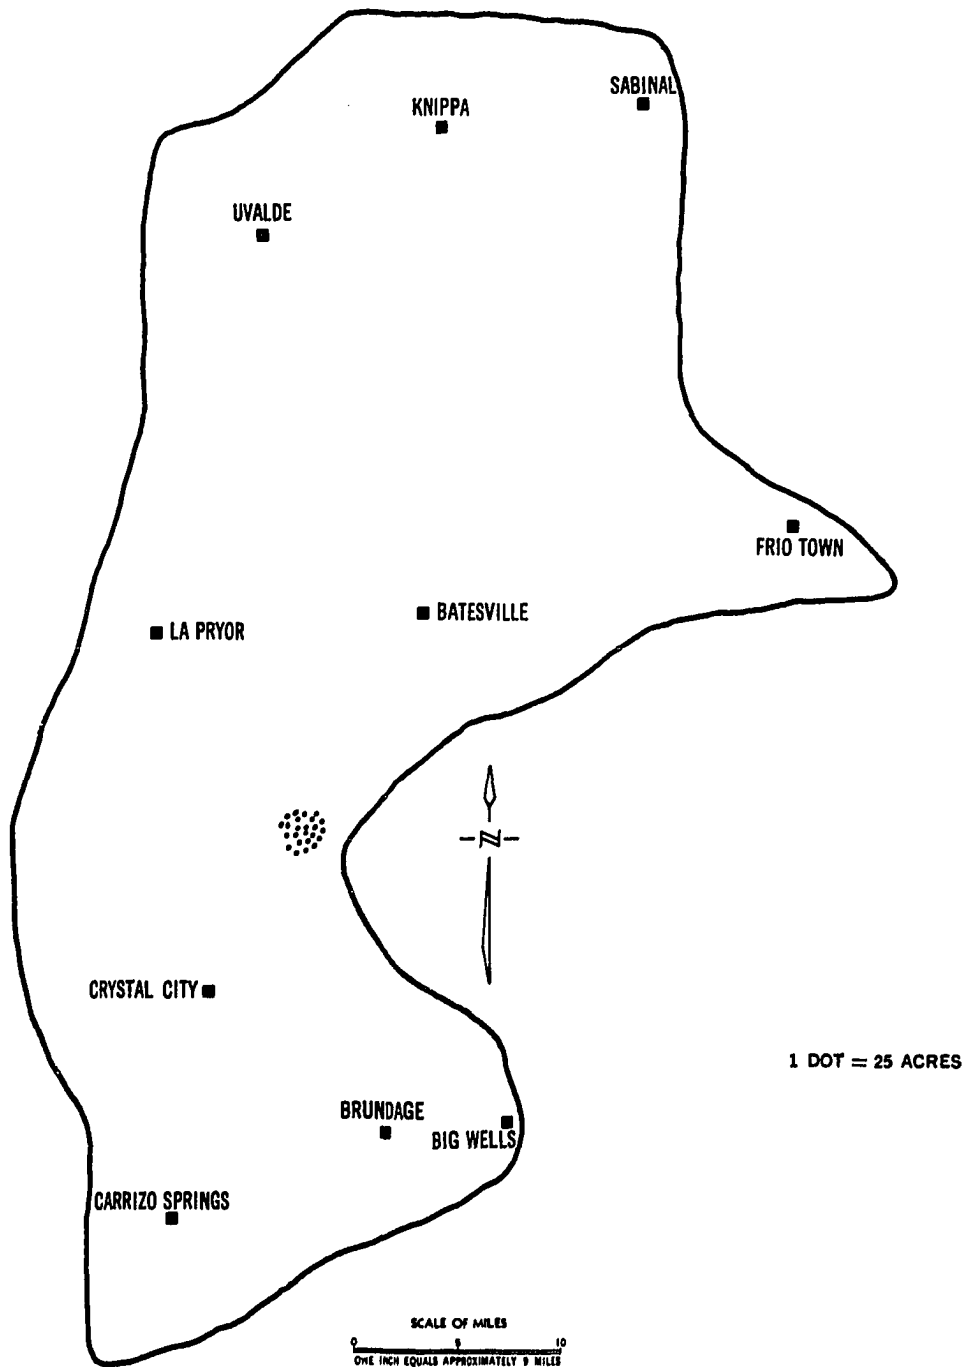 SABINAL
KNIPPA
UVALDE
FRIO TOWN
BATESVILLE
LA PRYOR
N
CRYSTAL CITY
1 DOT = 25 ACRES
BRUNDAGE
BIG WELLS
CARRIZO SPRINGS
SCALE OF MILES
0 5 10
ONE INCH EQUALS APPROXIMATELY 9 MILES